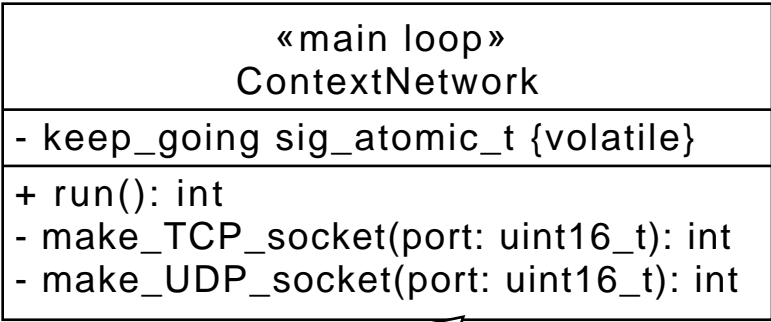 «main loop»
ContextNetwork
- keep_going sig_atomic_t {volatile}
+ run(): int
- make_TCP_socket(port: uint16_t): int
- make_UDP_socket(port: uint16_t): int